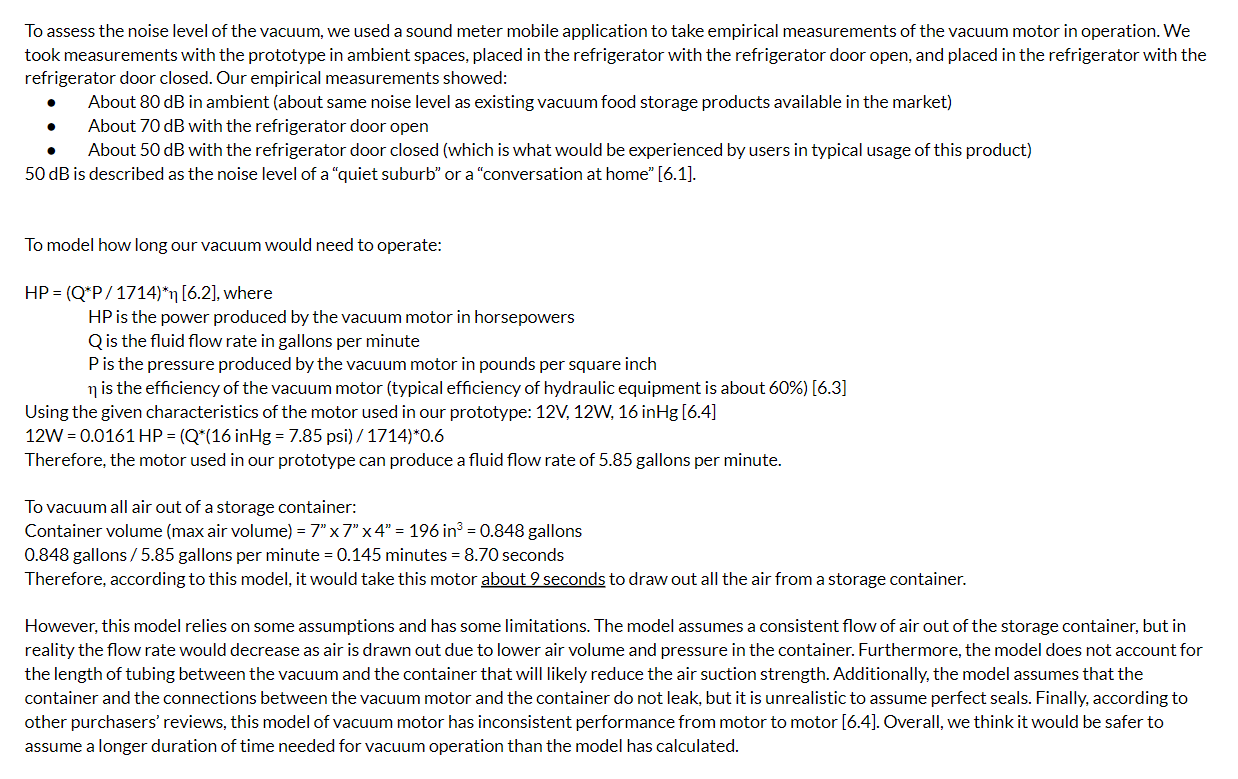 To assess the noise level of the vacuum, we used a sound meter mobile application to take empirical measurements of the vacuum motor in operation. We
took measurements with the prototype in ambient spaces, placed in the refrigerator with the refrigerator door open, and placed in the refrigerator with the
refrigerator door closed. Our empirical measurements showed:
● About 80 dB in ambient (about same noise level as existing vacuum food storage products available in the market)
● About 70 dB with the refrigerator door open
● About 50 dB with the refrigerator door closed (which is what would be experienced by users in typical usage of this product)
50 dB is described as the noise level of a “quiet suburb” or a “conversation at home” [6.1].
To model how long our vacuum would need to operate:
HP = (Q*P / 1714)*η [6.2], where
HP is the power produced by the vacuum motor in horsepowers
Q is the fluid flow rate in gallons per minute
P is the pressure produced by the vacuum motor in pounds per square inch
η is the efficiency of the vacuum motor (typical efficiency of hydraulic equipment is about 60%) [6.3]
Using the given characteristics of the motor used in our prototype: 12V, 12W, 16 inHg [6.4]
12W = 0.0161 HP = (Q*(16 inHg = 7.85 psi) / 1714)*0.6
Therefore, the motor used in our prototype can produce a fluid flow rate of 5.85 gallons per minute.
To vacuum all air out of a storage container:
Container volume (max air volume) = 7” x 7” x 4” = 196 in³ = 0.848 gallons
0.848 gallons / 5.85 gallons per minute = 0.145 minutes = 8.70 seconds
Therefore, according to this model, it would take this motor about 9 seconds to draw out all the air from a storage container.
However, this model relies on some assumptions and has some limitations. The model assumes a consistent flow of air out of the storage container, but in
reality the flow rate would decrease as air is drawn out due to lower air volume and pressure in the container. Furthermore, the model does not account for
the length of tubing between the vacuum and the container that will likely reduce the air suction strength. Additionally, the model assumes that the
container and the connections between the vacuum motor and the container do not leak, but it is unrealistic to assume perfect seals. Finally, according to
other purchasers’ reviews, this model of vacuum motor has inconsistent performance from motor to motor [6.4]. Overall, we think it would be safer to
assume a longer duration of time needed for vacuum operation than the model has calculated.